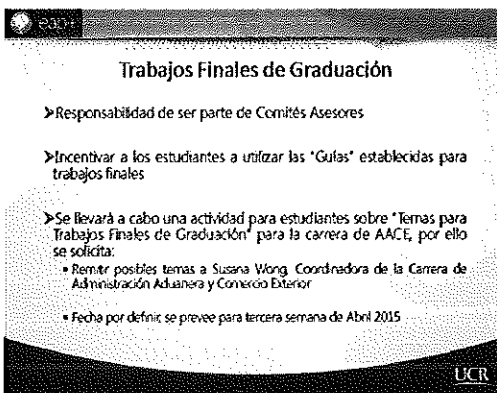 eap
Trabajos Finales de Graduación
➤Responsabilidad de ser parte de Comités Asesores
➤Incentivar a los estudiantes a utilizar las "Guías" establecidas para
trabajos finales
➤Se llevará a cabo una actividad para estudiantes sobre "Temas para
Trabajos Finales de Graduación" para la carrera de AACE, por ello
se solicita:
▪ Remitir posibles temas a Susana Wong, Coordinadora de la Carrera de
Administración Aduanera y Comercio Exterior
▪ Fecha por definir, se prevee para tercera semana de Abril 2015
UCR